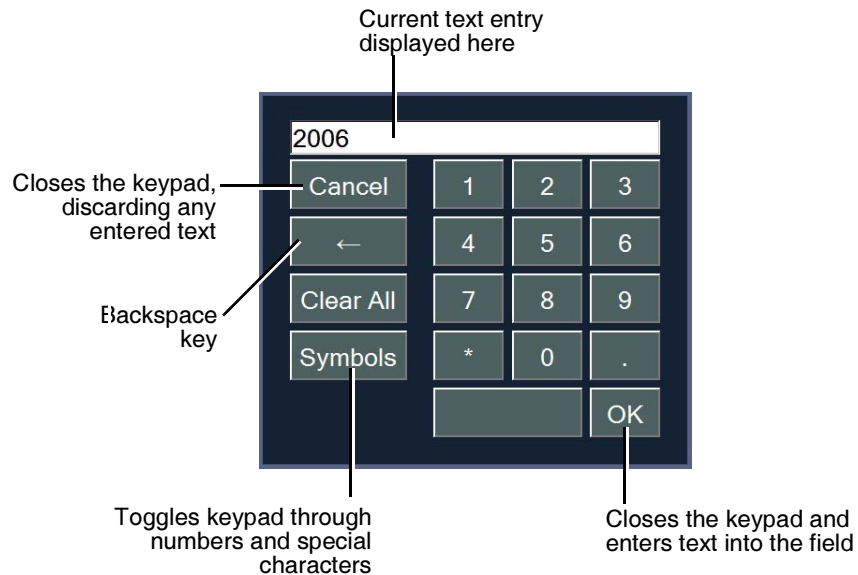 Current text entry
displayed here
2006
Closes the keypad,
discarding any
entered text
Cancel 1 2 3
← 4 5 6
Backspace
key
Clear All 7 8 9
Symbols * 0 .
OK
Toggles keypad through
numbers and special
characters
Closes the keypad and
enters text into the field